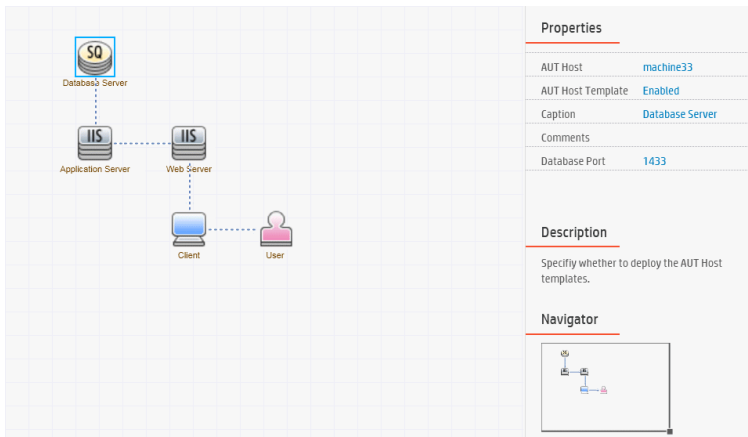 SQ
Database Server
IIS
IIS
Application Server
Web Server
Client
User
Properties
AUT Host
machine33
AUT Host Template
Enabled
Caption
Database Server
Comments
Database Port
1433
Description
Specifiy whether to deploy the AUT Host
templates.
Navigator